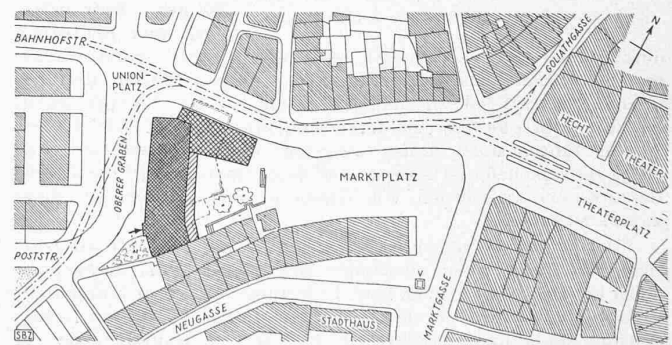 BAHNHOFSTR.
UNION-
PLATZ
OBERER GRABEN
POSTSTR.
MARKTPLATZ
GOLIATHGASSE
N
HECHT
THEATER
THEATERPLATZ
MARKTGASSE
V
NEUGASSE
STADTHAUS
SBZ